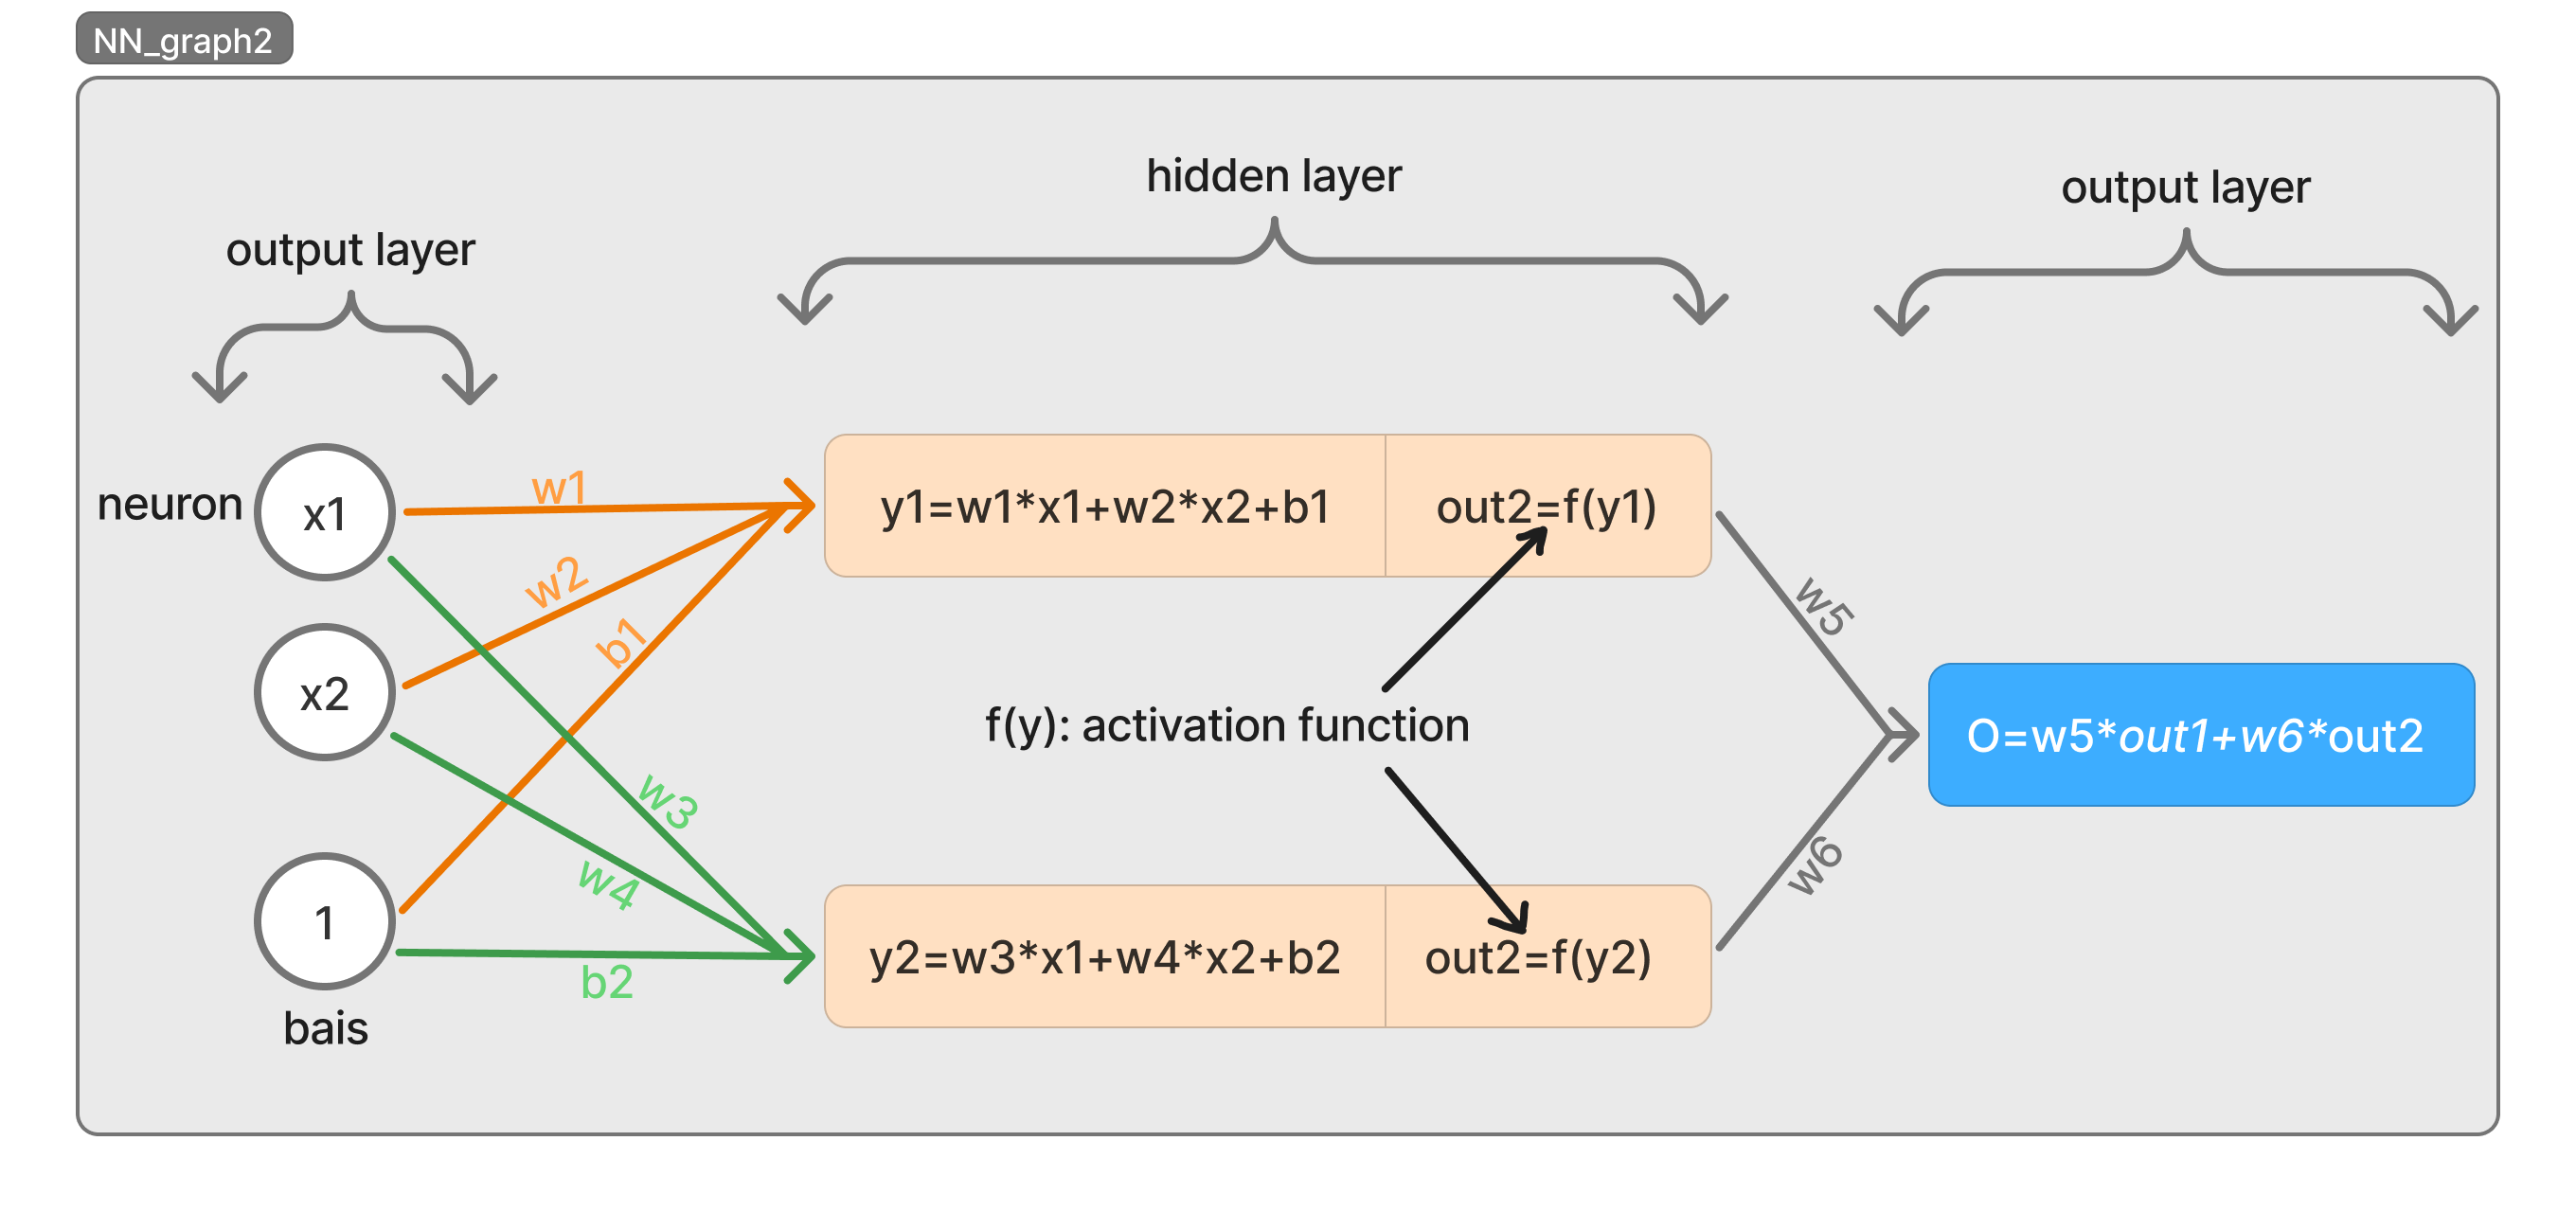 NN_graph2
hidden layer
output layer
output layer
neuron
x1
w1
y1=w1*x1+w2*x2+b1
out2=f(y1)
w2
b1
w5
x2
f(y): activation function
O=w5*out1+w6*out2
w3
w4
w6
1
y2=w3*x1+w4*x2+b2
out2=f(y2)
b2
bais